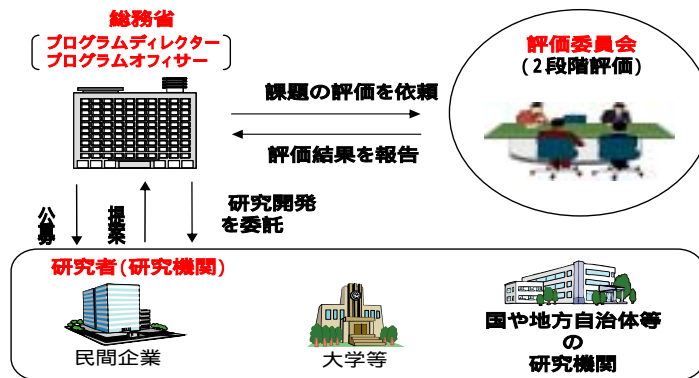 総務省
プログラムディレクター
プログラムオフィサー
評価委員会
(2段階評価)
課題の評価を依頼
評価結果を報告
公募
提案
研究開発
を委託
研究者(研究機関)
民間企業
大学等
国や地方自治体等
の
研究機関